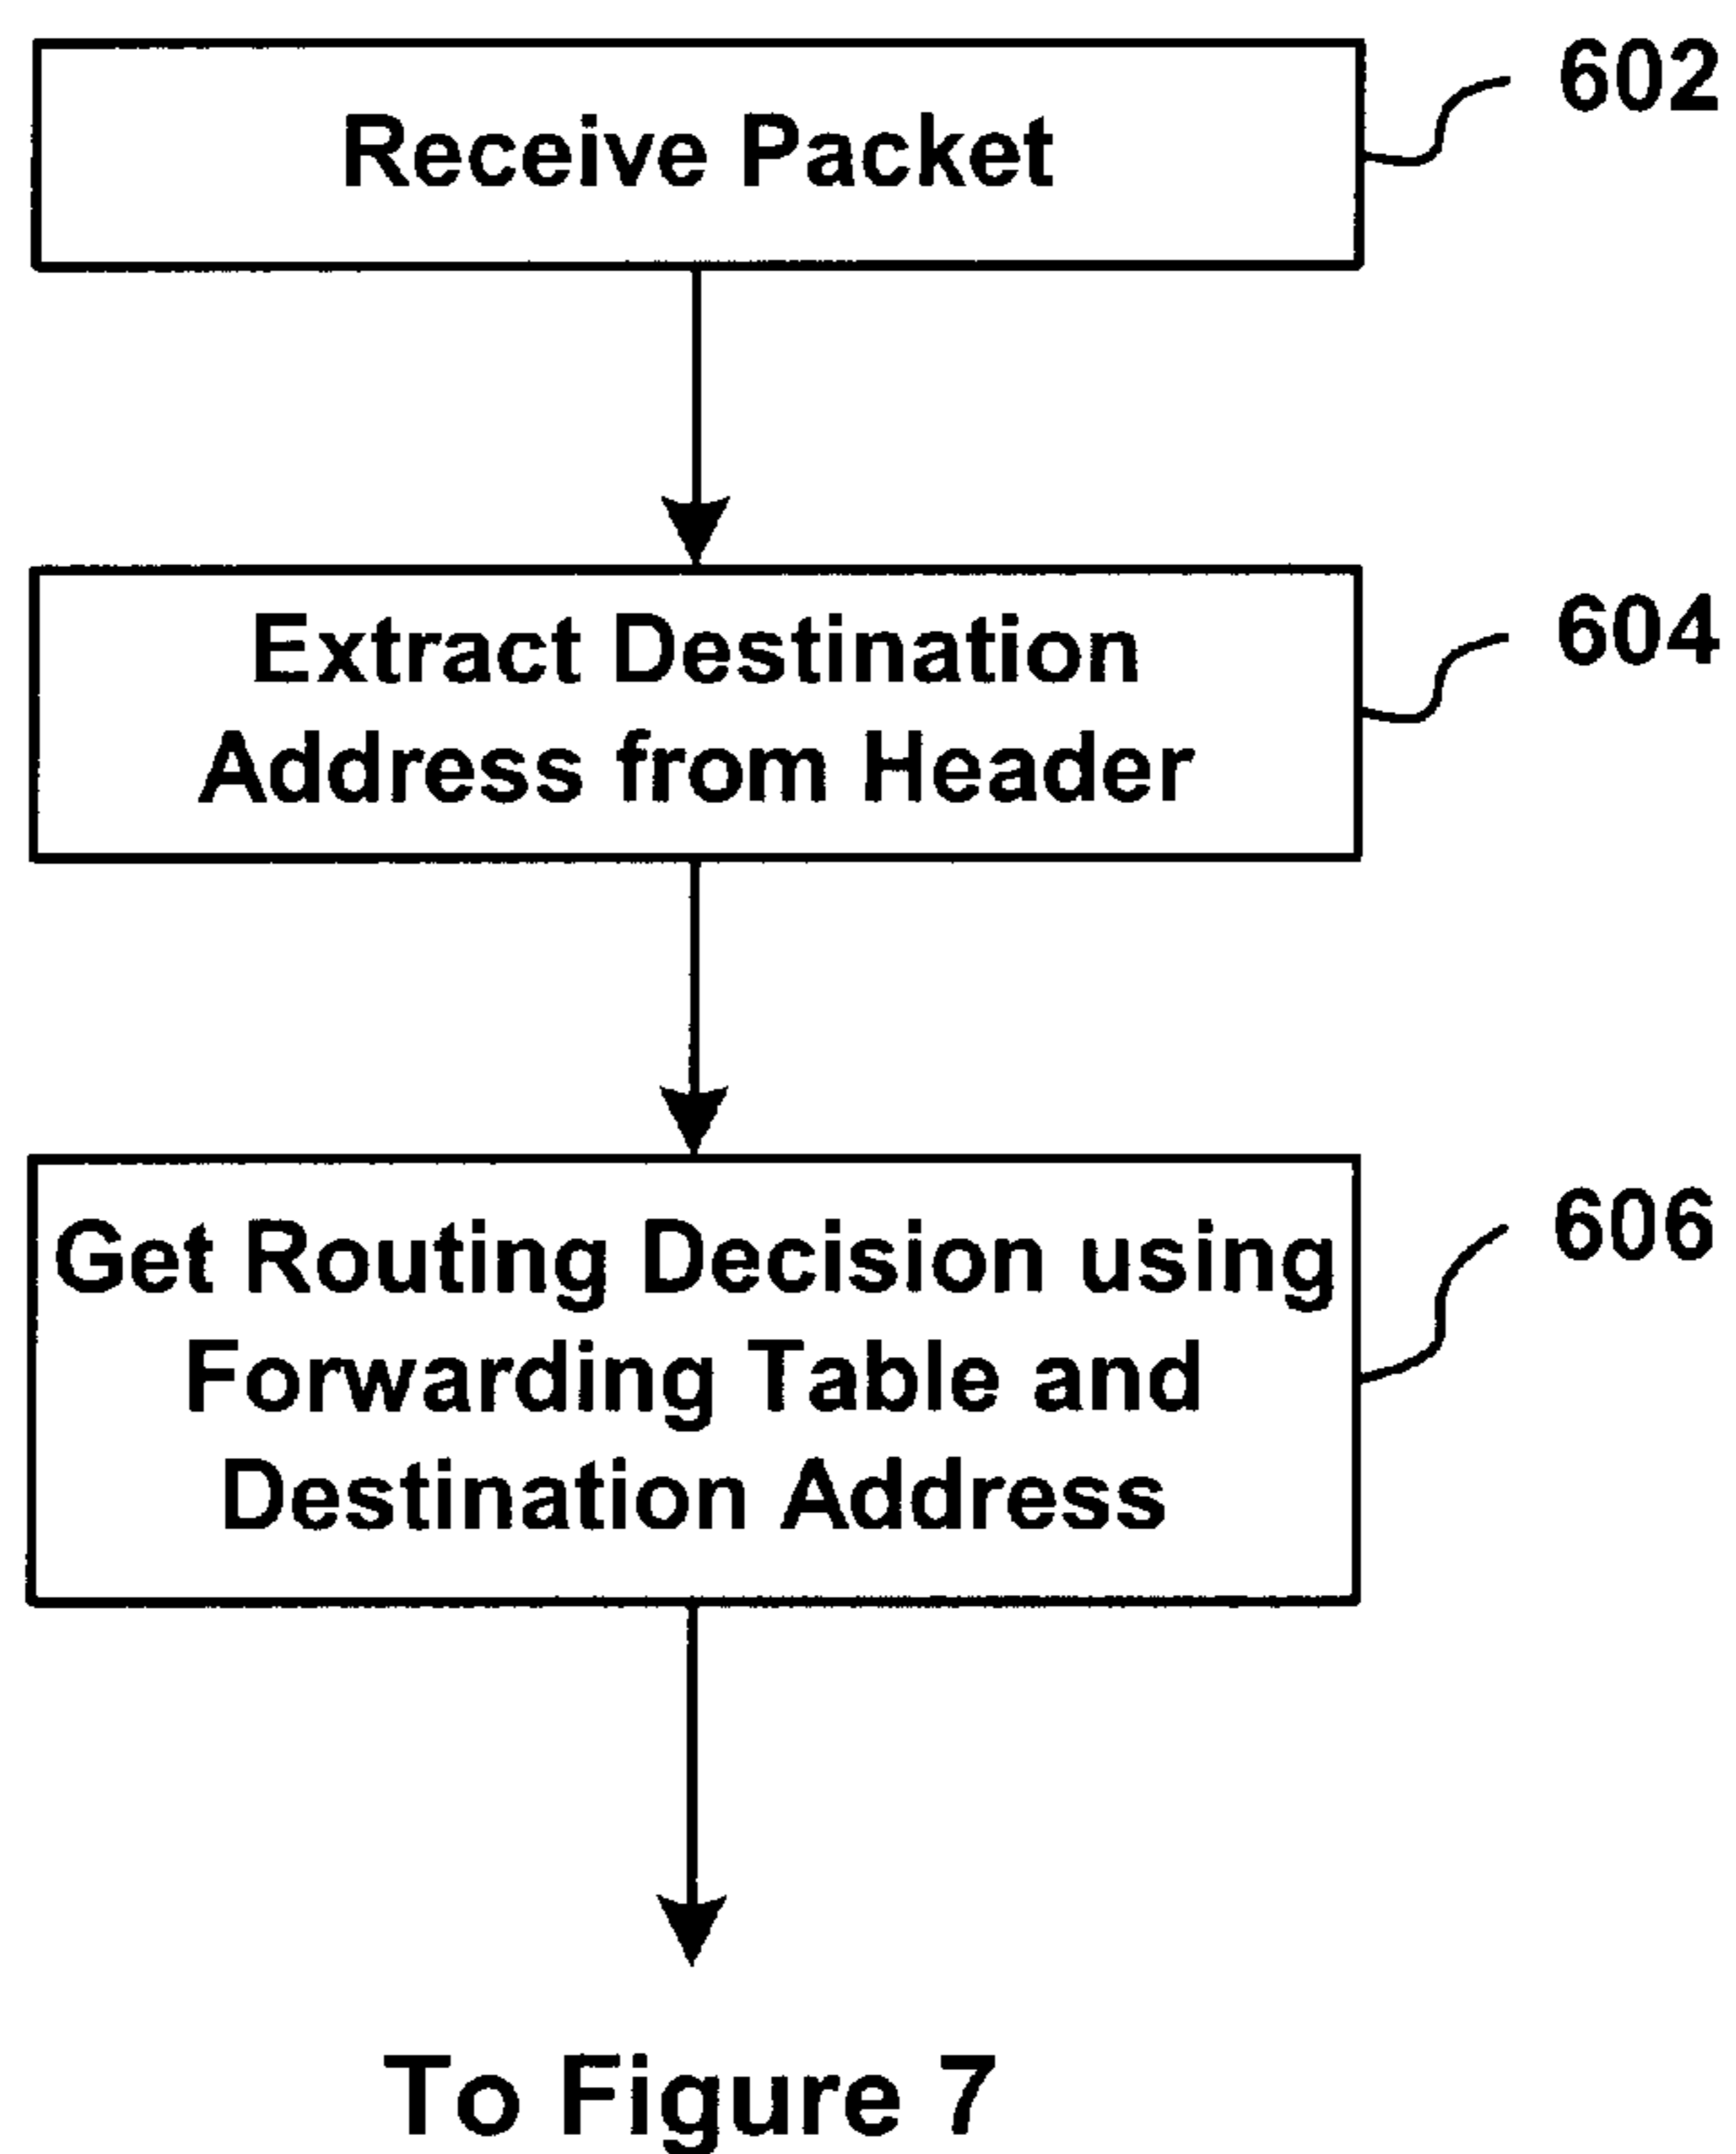 Receive Packet
602
Extract Destination
Address from Header
604
Get Routing Decision using
Forwarding Table and
Destination Address
606
To Figure 7